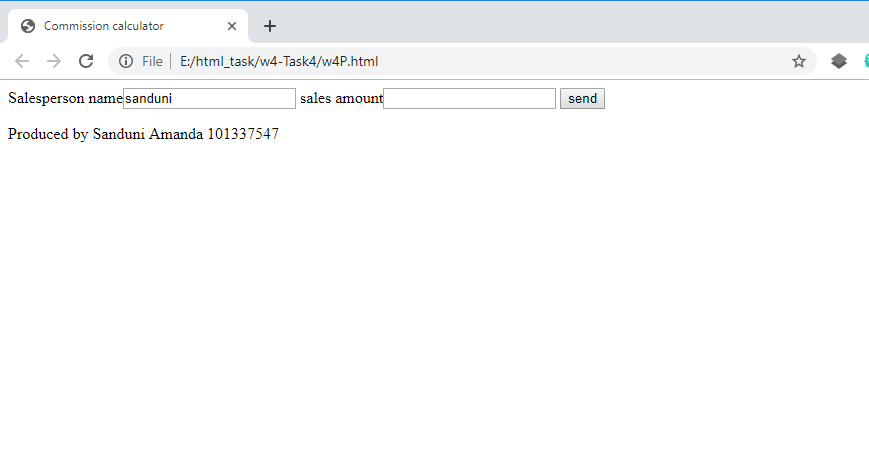 Commission calculator
File E:/html_task/w4-Task4/w4P.html
Salesperson name sanduni sales amount send
Produced by Sanduni Amanda 101337547